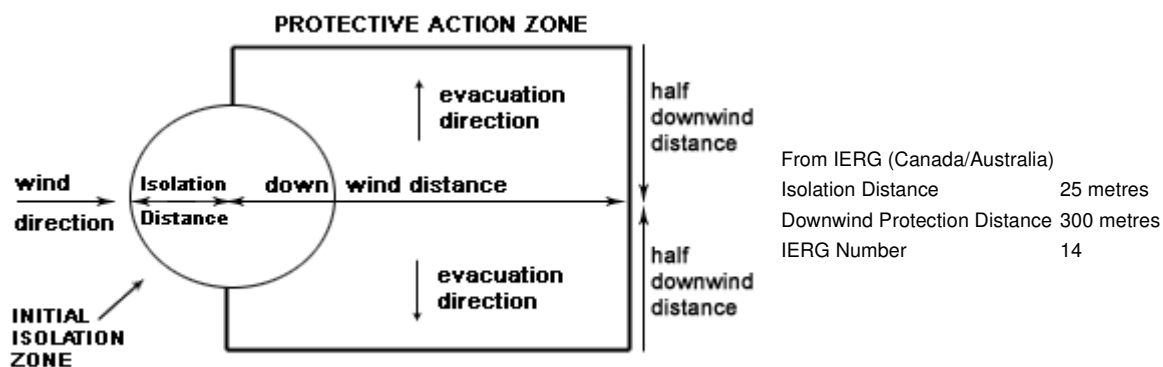 PROTECTIVE ACTION ZONE
evacuation
direction
half
downwind
distance
wind
direction
Isolation
Distance
down wind distance
evacuation
direction
half
downwind
distance
INITIAL
ISOLATION
ZONE
From IERG (Canada/Australia)
Isolation Distance 25 metres
Downwind Protection Distance 300 metres
IERG Number 14